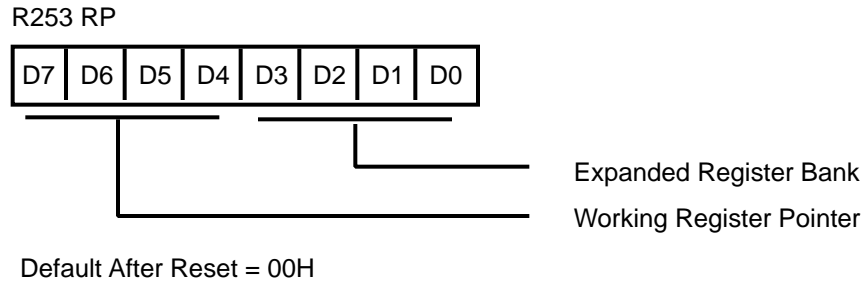 R253 RP
D7 D6 D5 D4 D3 D2 D1 D0
Expanded Register Bank
Working Register Pointer
Default After Reset = 00H